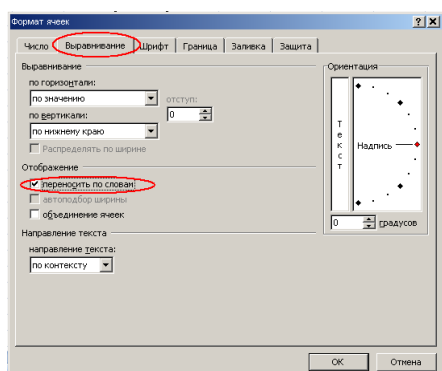 Формат ячеек
Число Выравнивание Шрифт Граница Заливка Защита
Выравнивание
по горизонтали:
по значению
отступ:
по вертикали:
0
по нижнему краю
Распределять по ширине
Отображение
переносить по словам
автоподбор ширины
объединение ячеек
Направление текста
направление текста:
по контексту
Ориентация
Текст
Надпись
0 градусов
ОК Отмена